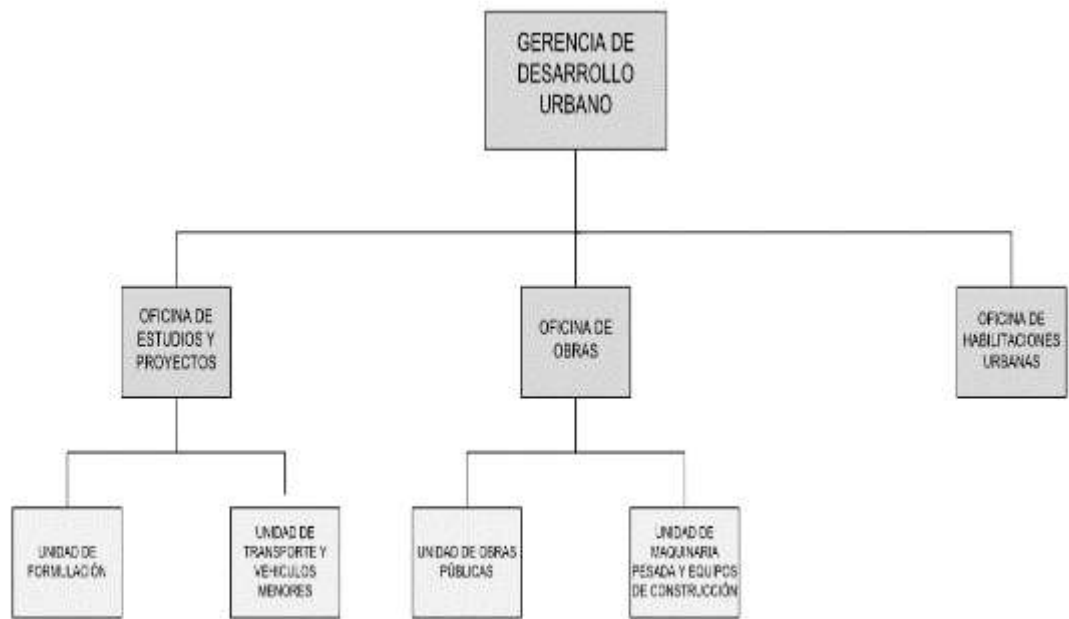 GERENCIA DE
DESARROLLO
URBANO
OFICINA DE
ESTUDIOS Y
PROYECTOS
OFICINA DE
OBRAS
OFICINA DE
HABILITACIONES
URBANAS
UNIDAD DE
FORMULACIÓN
UNIDAD DE
TRANSPORTE Y
VEHICULOS
MENORES
UNIDAD DE OBRAS
PÚBLICAS
UNIDAD DE
MAQUINARIA
PESADA Y EQUIPOS
DE CONSTRUCCIÓN